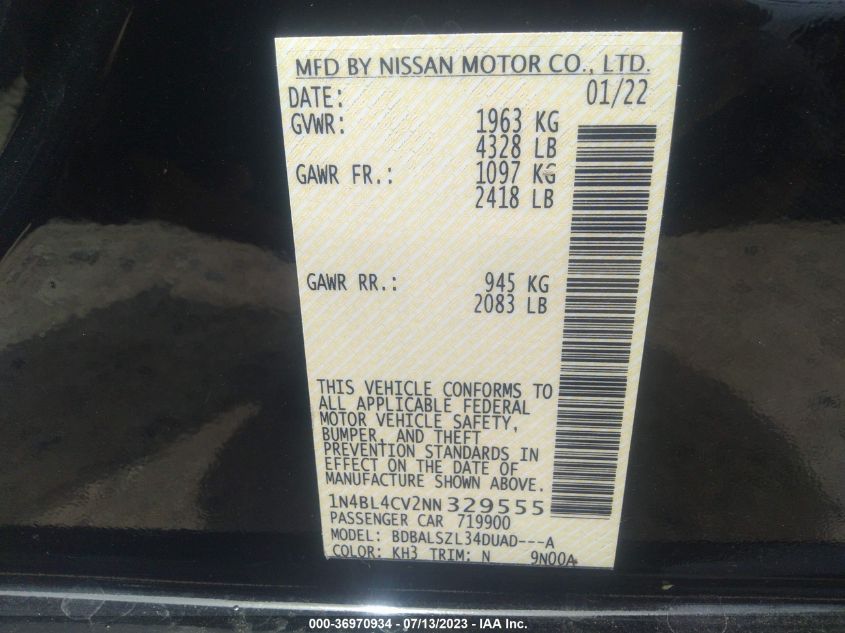 MFD BY NISSAN MOTOR CO., LTD.
DATE: 01/22
GVWR: 1963 KG
4328 LB
GAWR FR.: 1097 KG
2418 LB
GAWR RR.: 945 KG
2083 LB
THIS VEHICLE CONFORMS TO
ALL APPLICABLE FEDERAL
MOTOR VEHICLE SAFETY,
BUMPER, AND THEFT
PREVENTION STANDARDS IN
EFFECT ON THE DATE OF
MANUFACTURE SHOWN ABOVE.
1N4BL4CV2NN 329555
PASSENGER CAR 719900
MODEL: BDBALSZL34DUAD---A
COLOR: KH3 TRIM: N 9N00A
000-36970934 - 07/13/2023 - IAA Inc.